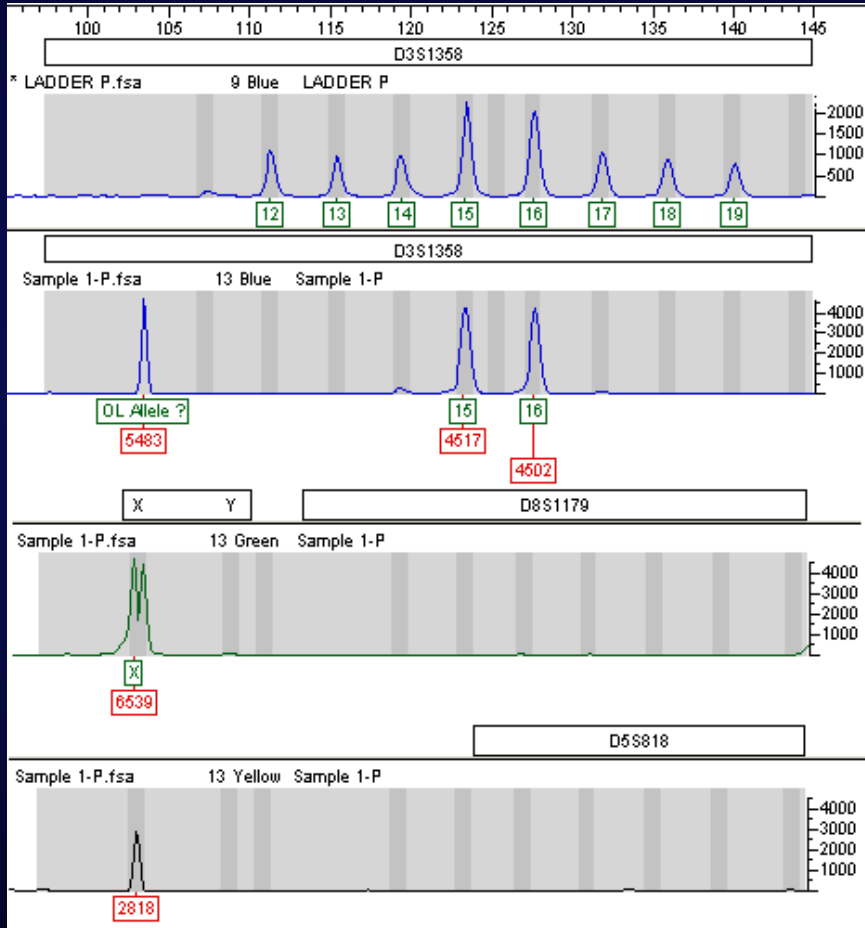 100 105 110 115 120 125 130 135 140 145
D3S1358
* LADDER P.fsa 9 Blue LADDER P
2000
1500
1000
500
12 13 14 15 16 17 18 19
D3S1358
Sample 1-P.fsa 13 Blue Sample 1-P
4000
3000
2000
1000
OL Allele ? 15 16
5483 4517
4502
X Y D8S1179
Sample 1-P.fsa 13 Green Sample 1-P
4000
3000
2000
1000
X
6539
D5S818
Sample 1-P.fsa 13 Yellow Sample 1-P
4000
3000
2000
1000
2818